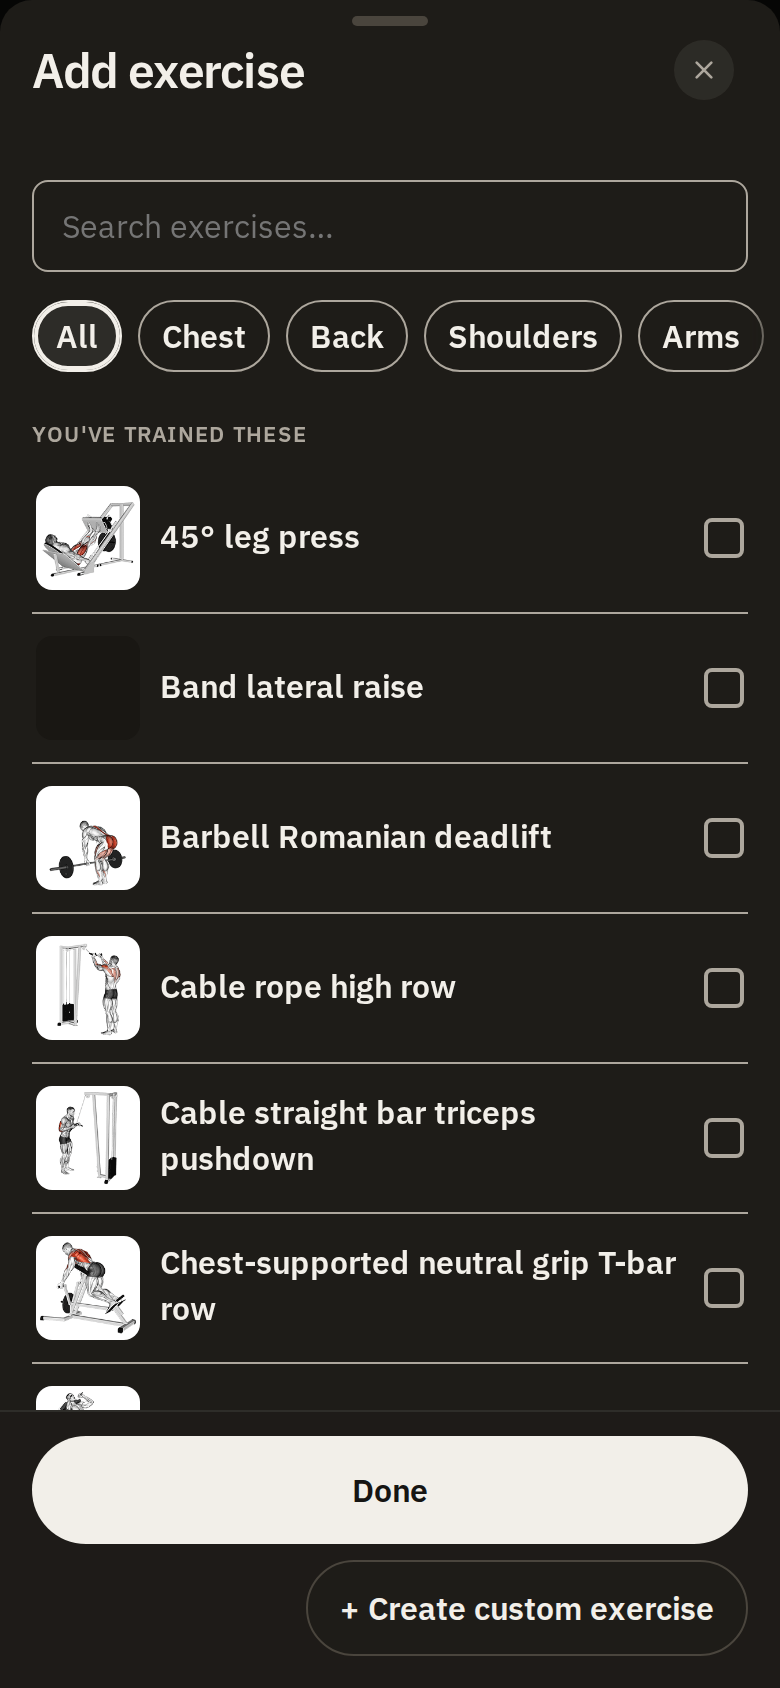 Add exercise
Search exercises...
All
Chest
Back
Shoulders
Arms
YOU'VE TRAINED THESE
45° leg press
Band lateral raise
Barbell Romanian deadlift
Cable rope high row
Cable straight bar triceps
pushdown
Chest-supported neutral grip T-bar
row
Done
+ Create custom exercise